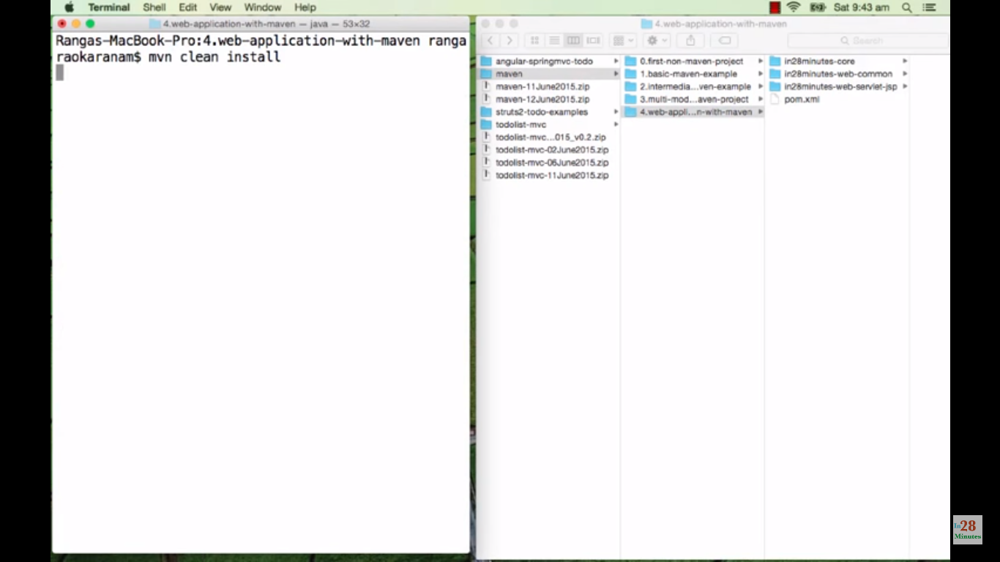 Terminal Shell Edit View Window Help
Sat 9:43 am
4.web-application-with-maven — java — 53×32
Rangas-MacBook-Pro:4.web-application-with-maven ranga
raokaranam$ mvn clean install
4.web-application-with-maven
Search
angular-springmvc-todo
maven
maven-11June2015.zip
maven-12June2015.zip
struts2-todo-examples
todolist-mvc
todolist-mvc...015_v0.2.zip
todolist-mvc-02June2015.zip
todolist-mvc-06June2015.zip
todolist-mvc-11June2015.zip
0.first-non-maven-project
1.basic-maven-example
2.intermedia...ven-example
3.multi-mod...aven-project
4.web-appli...n-with-maven
in28minutes-core
in28minutes-web-common
in28minutes-web-servlet-jsp
pom.xml
In28
Minutes